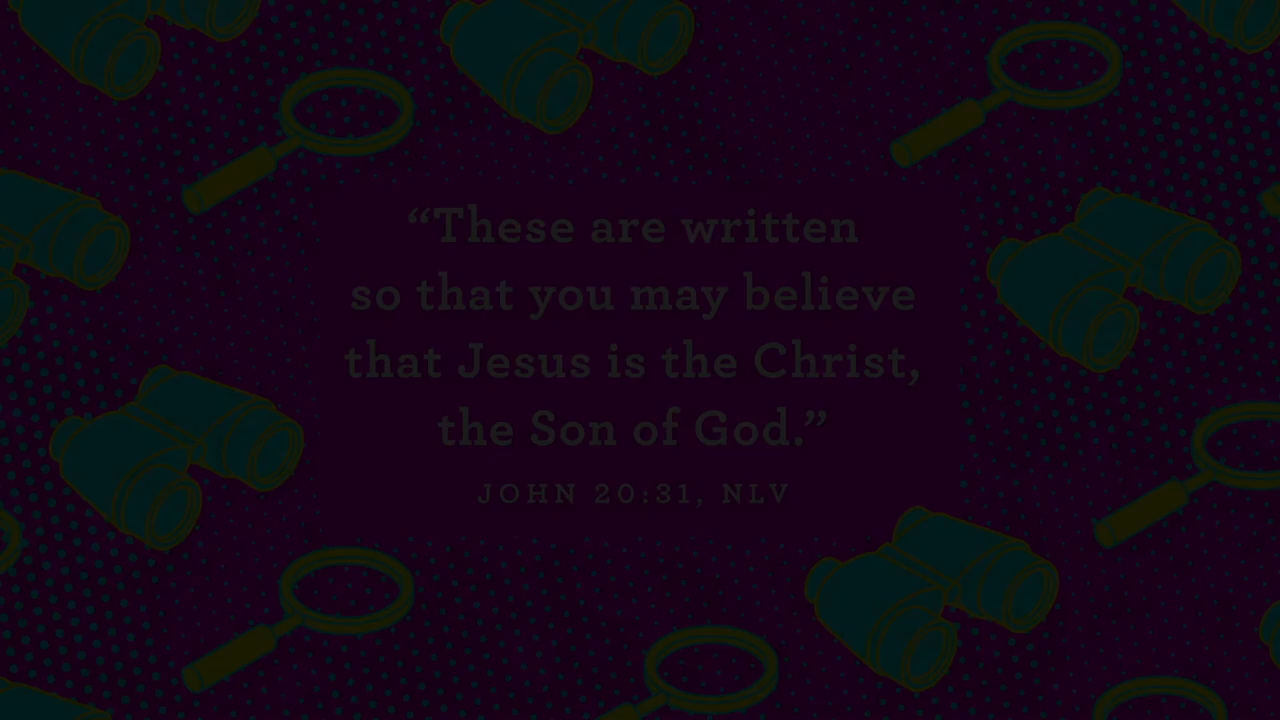 “These are written
so that you may believe
that Jesus is the Christ,
the Son of God.”
JOHN 20:31, NLV